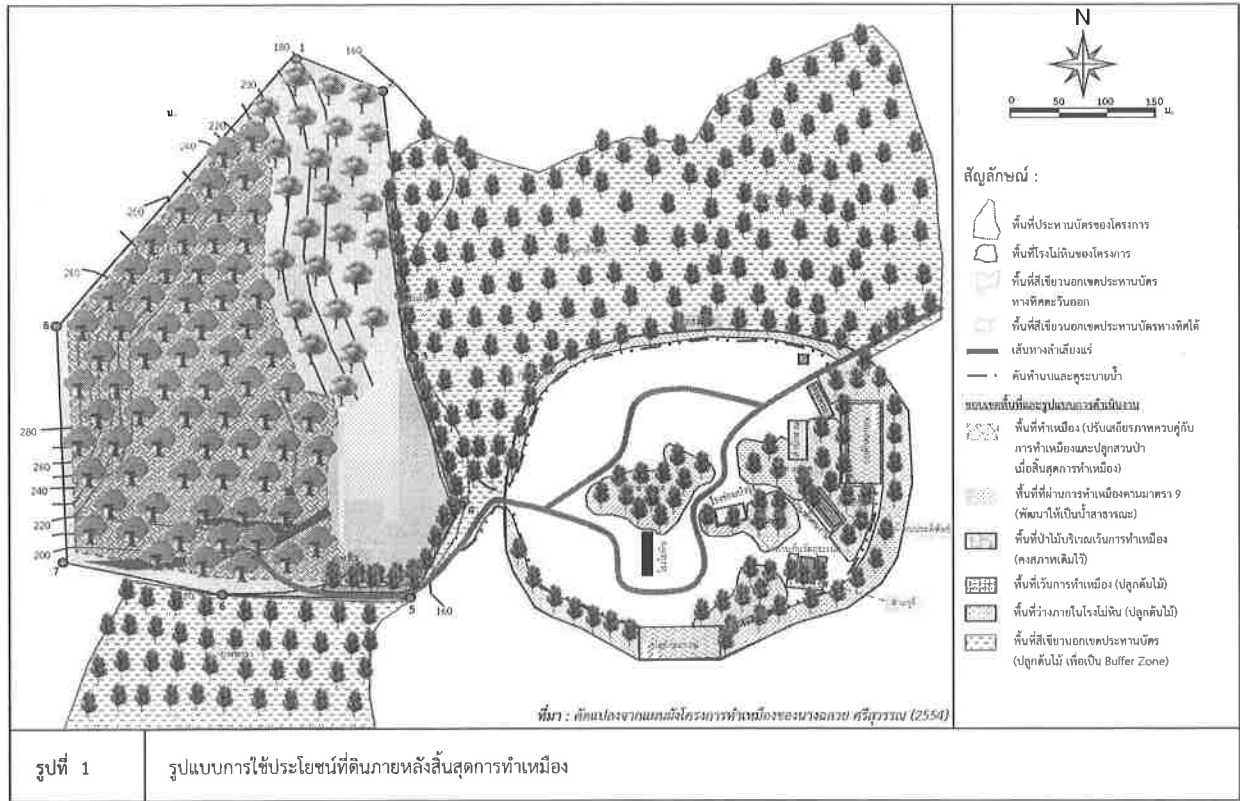 180
1
160
200
ข.
220
240
260
260
8
280
260
240
220
200
7
6
5
160
ที่มา : คัดแปลงจากแผนผังโครงการทำเหมืองของนางฉลวย ศรีสุวรรณ (2554)
N
0 50 100 150
ม.
สัญลักษณ์ :
พื้นที่ประทานบัตรของโครงการ
พื้นที่โรงโม่หินของโครงการ
พื้นที่สีเขียวนอกเขตประทานบัตร
ทางทิศตะวันออก
พื้นที่สีเขียวนอกเขตประทานบัตรทางทิศใต้
เส้นทางลำเลียงแร่
คันทำนบและคูระบายน้ำ
ขอบเขตพื้นที่และรูปแบบการดำเนินงาน
พื้นที่ทำเหมือง (ปรับเสถียรภาพควบคู่กับ
การทำเหมืองและปลูกสวนป่า
เมื่อสิ้นสุดการทำเหมือง)
พื้นที่ที่ผ่านการทำเหมืองตามมาตรา 9
(พัฒนาให้เป็นน้ำสาธารณะ)
พื้นที่ป่าไม้บริเวณเว้นการทำเหมือง
(คงสภาพเดิมไว้)
พื้นที่เว้นการทำเหมือง (ปลูกต้นไม้)
พื้นที่ว่างภายในโรงโม่หิน (ปลูกต้นไม้)
พื้นที่สีเขียวนอกเขตประทานบัตร
(ปลูกต้นไม้ เพื่อเป็น Buffer Zone)
รูปที่ 1
รูปแบบการใช้ประโยชน์ที่ดินภายหลังสิ้นสุดการทำเหมือง